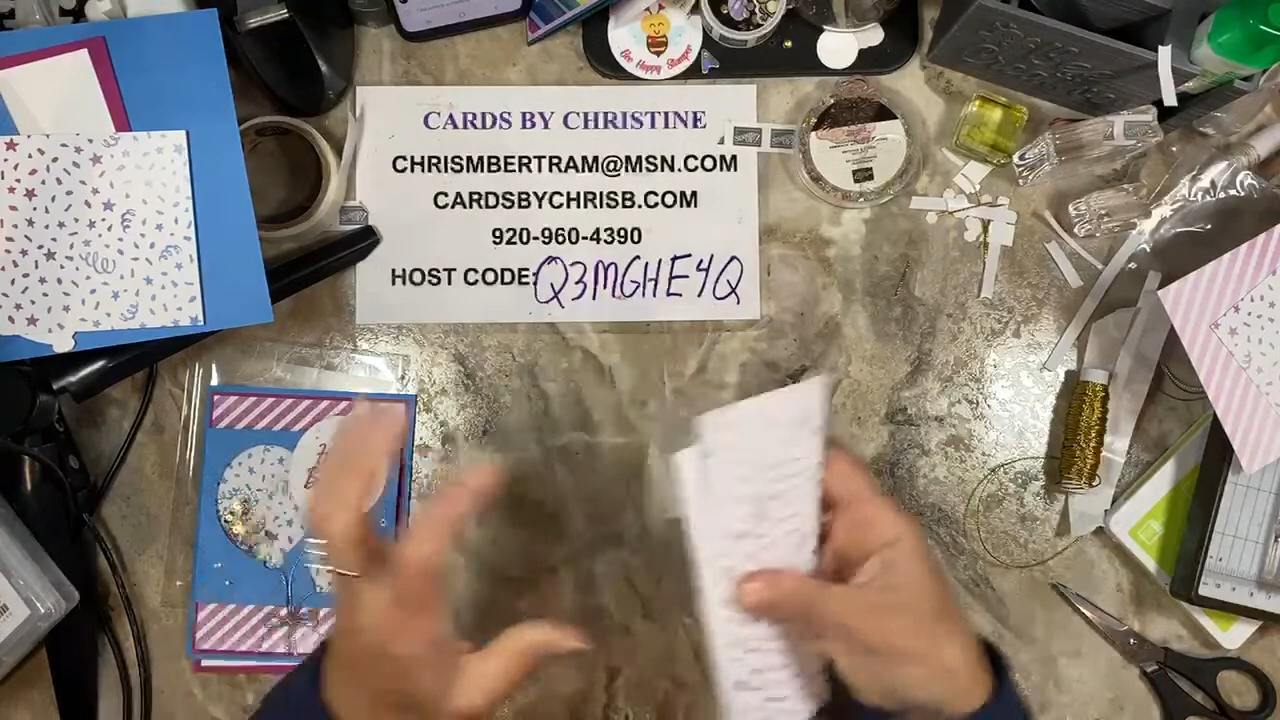 Bee Happy Stamper
CARDS BY CHRISTINE
CHRISMBERTRAM@MSN.COM
CARDSBYCHRISB.COM
920-960-4390
HOST CODE: Q3MGHE4Q